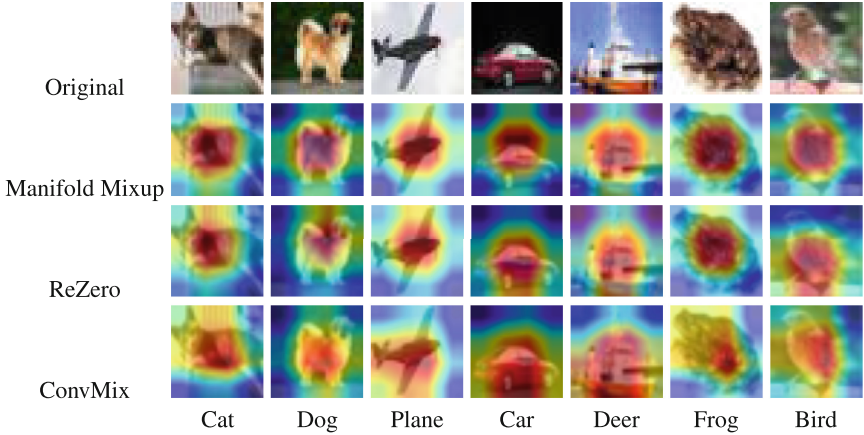 Original
Manifold Mixup
ReZero
ConvMix
Cat Dog Plane Car Deer Frog Bird